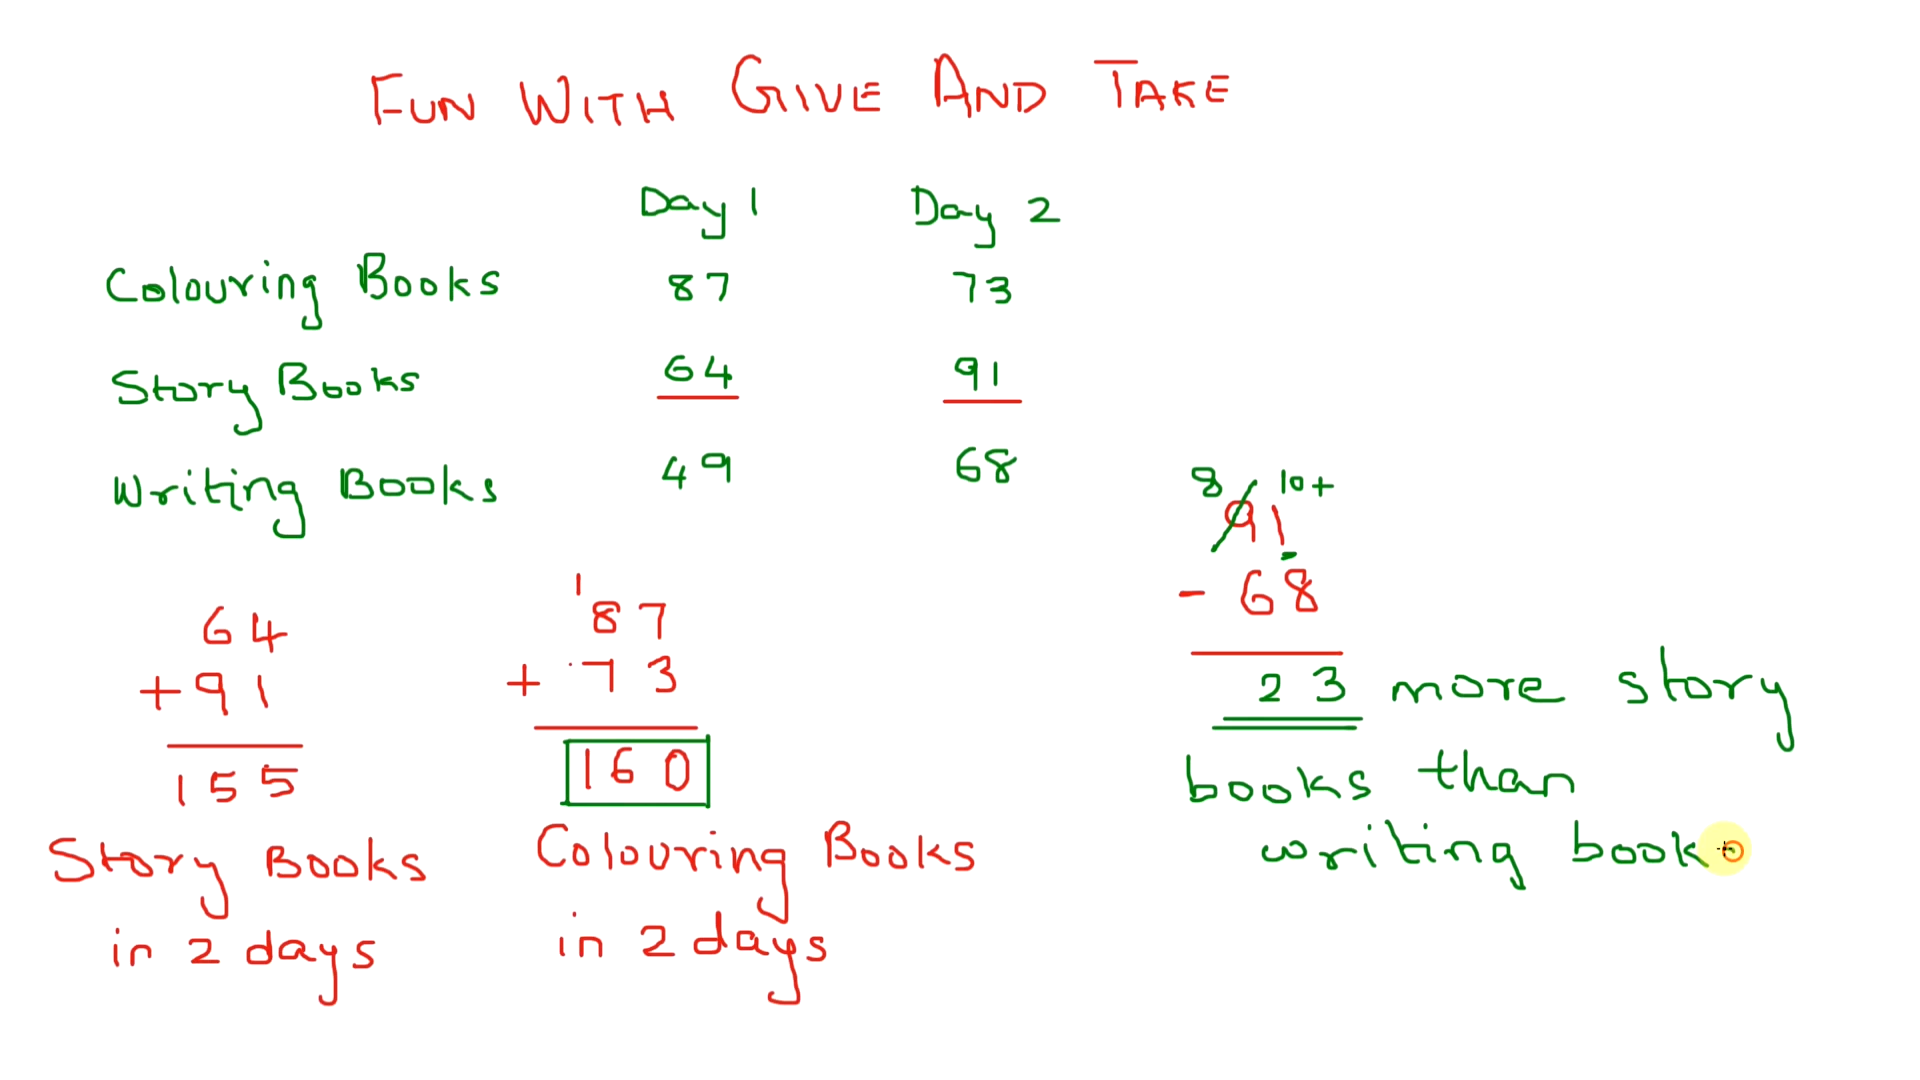 FUN WITH GIVE AND TAKE
Day 1 Day 2
Colouring Books 87 73
Story Books 64 91
Writing Books 49 68
8 10+
91
- 68
23 more story
books than
writing book
64
+ 91
155
Story Books
in 2 days
1
87
+ 73
160
Colouring Books
in 2 days